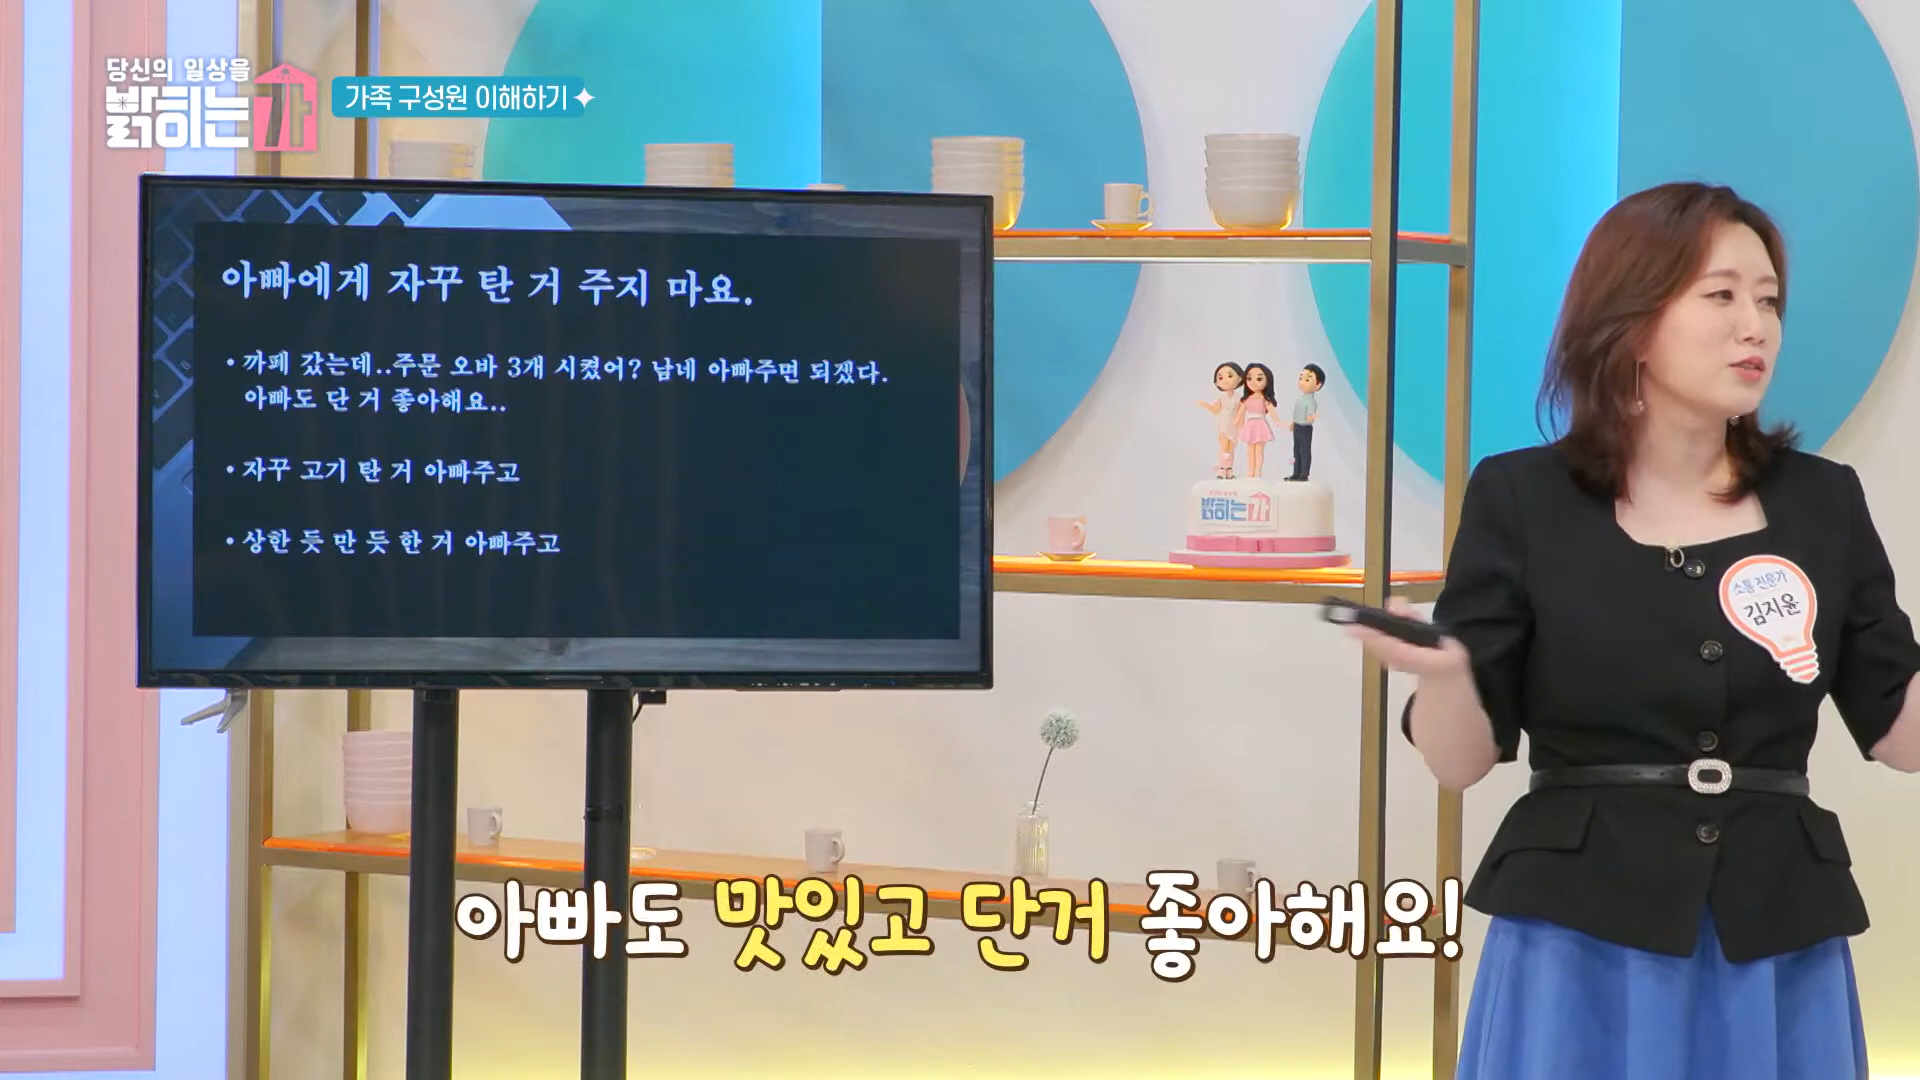 당신의 일상을
밝히는가
가족 구성원 이해하기
아빠에게 자꾸 탄 거 주지 마요.
• 까페 갔는데..주문 오바 3개 시켰어? 남네 아빠주면 되겠다.
아빠도 단 거 좋아해요..
• 자꾸 고기 탄 거 아빠주고
• 상한 듯 만 듯 한 거 아빠주고
밝히는가
소통 전문가
김지윤
아빠도 맛있고 단거 좋아해요!